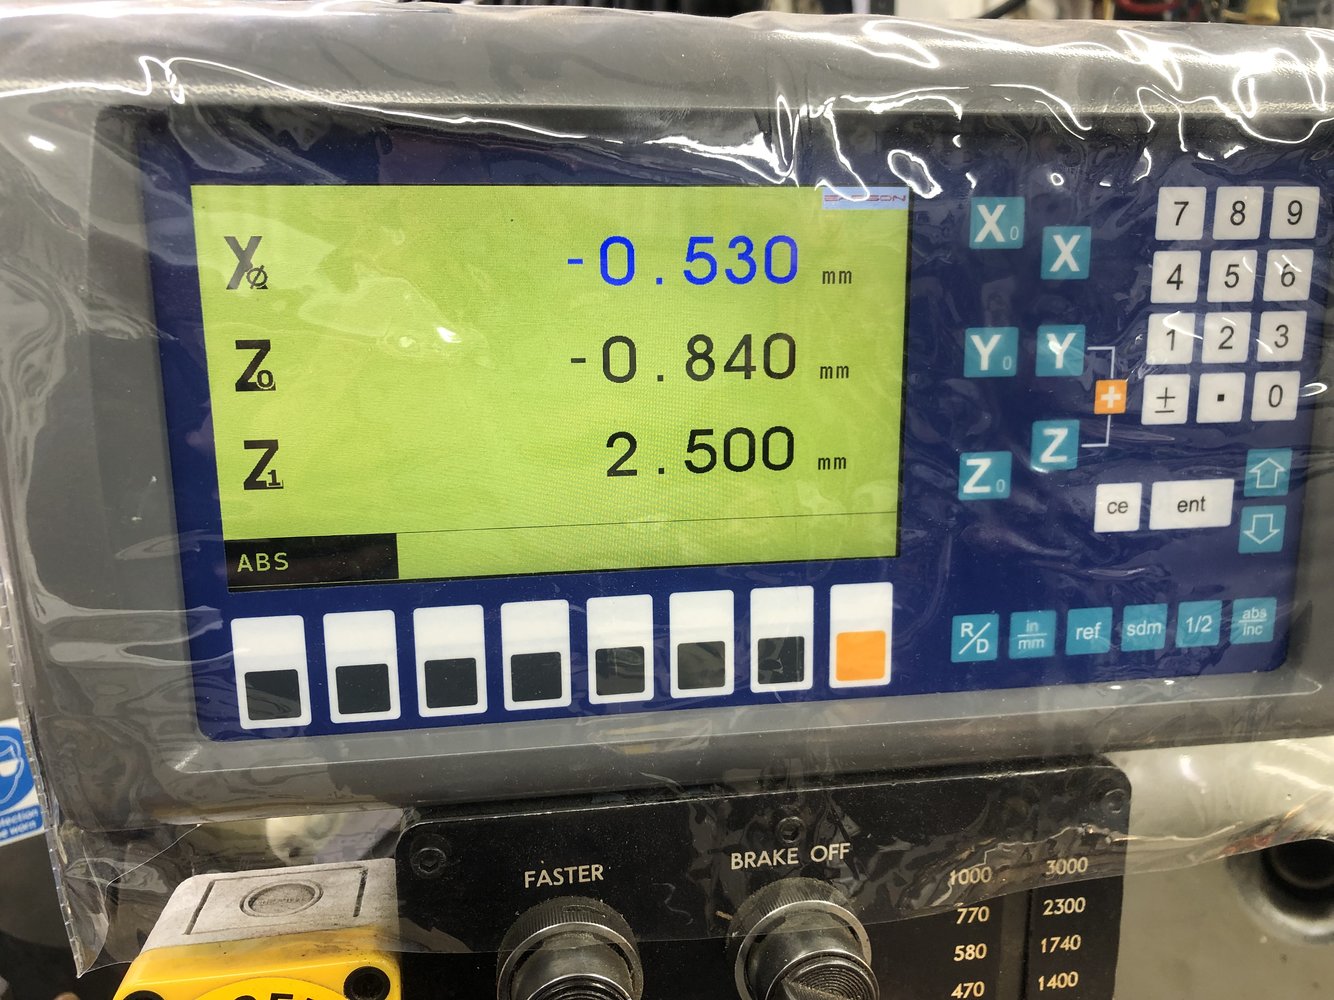 X∅ -0.530 mm
Z0 -0.840 mm
Z1 2.500 mm
ABS
X0 X
Y0 Y
+
Z0 Z
7 8 9
4 5 6
1 2 3
± . 0
ce ent
R/D in/mm ref sdm 1/2 abs/inc
FASTER
BRAKE OFF
1000 3000
770 2300
580 1740
470 1400